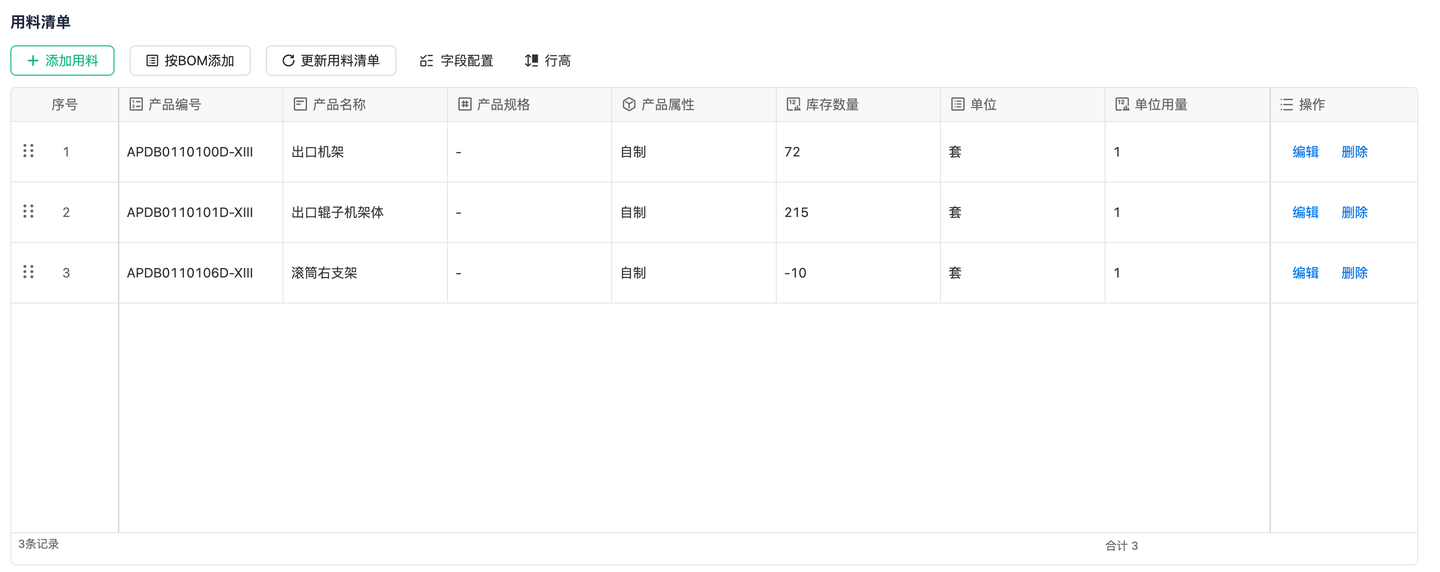 用料清单
添加用料 按BOM添加 更新用料清单 字段配置 行高
序号 产品编号 产品名称 产品规格 产品属性 库存数量 单位 单位用量 操作
1 APDB0110100D-XIII 出口机架 - 自制 72 套 1 编辑 删除
2 APDB0110101D-XIII 出口辊子机架体 - 自制 215 套 1 编辑 删除
3 APDB0110106D-XIII 滚筒右支架 - 自制 -10 套 1 编辑 删除
3条记录 合计 3